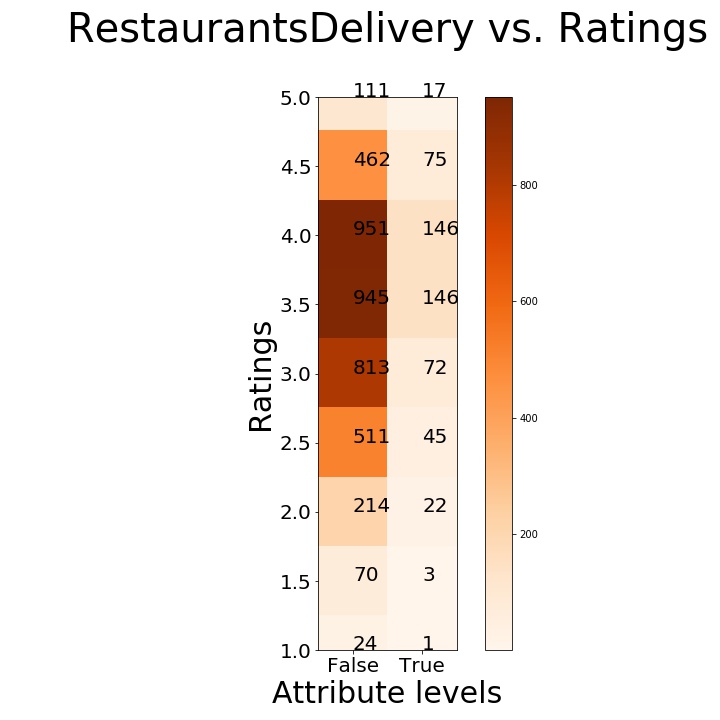 RestaurantsDelivery vs. Ratings
5.0 111 17
4.5 462 75 800
4.0 951 146
3.5 945 146 600
3.0 813 72 400
2.5 511 45
2.0 214 22 200
1.5 70 3
1.0 24 1
Ratings
False True
Attribute levels